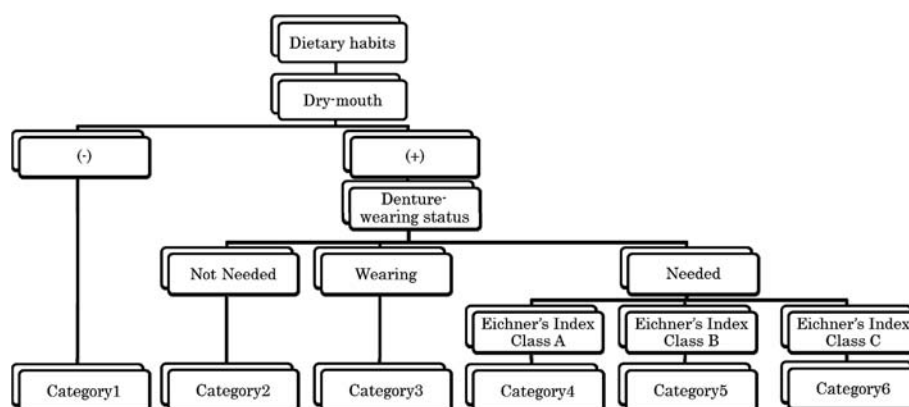 Dietary habits
Dry-mouth
(-)
(+)
Denture-
wearing status
Not Needed
Wearing
Needed
Eichner's Index
Class A
Eichner's Index
Class B
Eichner's Index
Class C
Category1
Category2
Category3
Category4
Category5
Category6